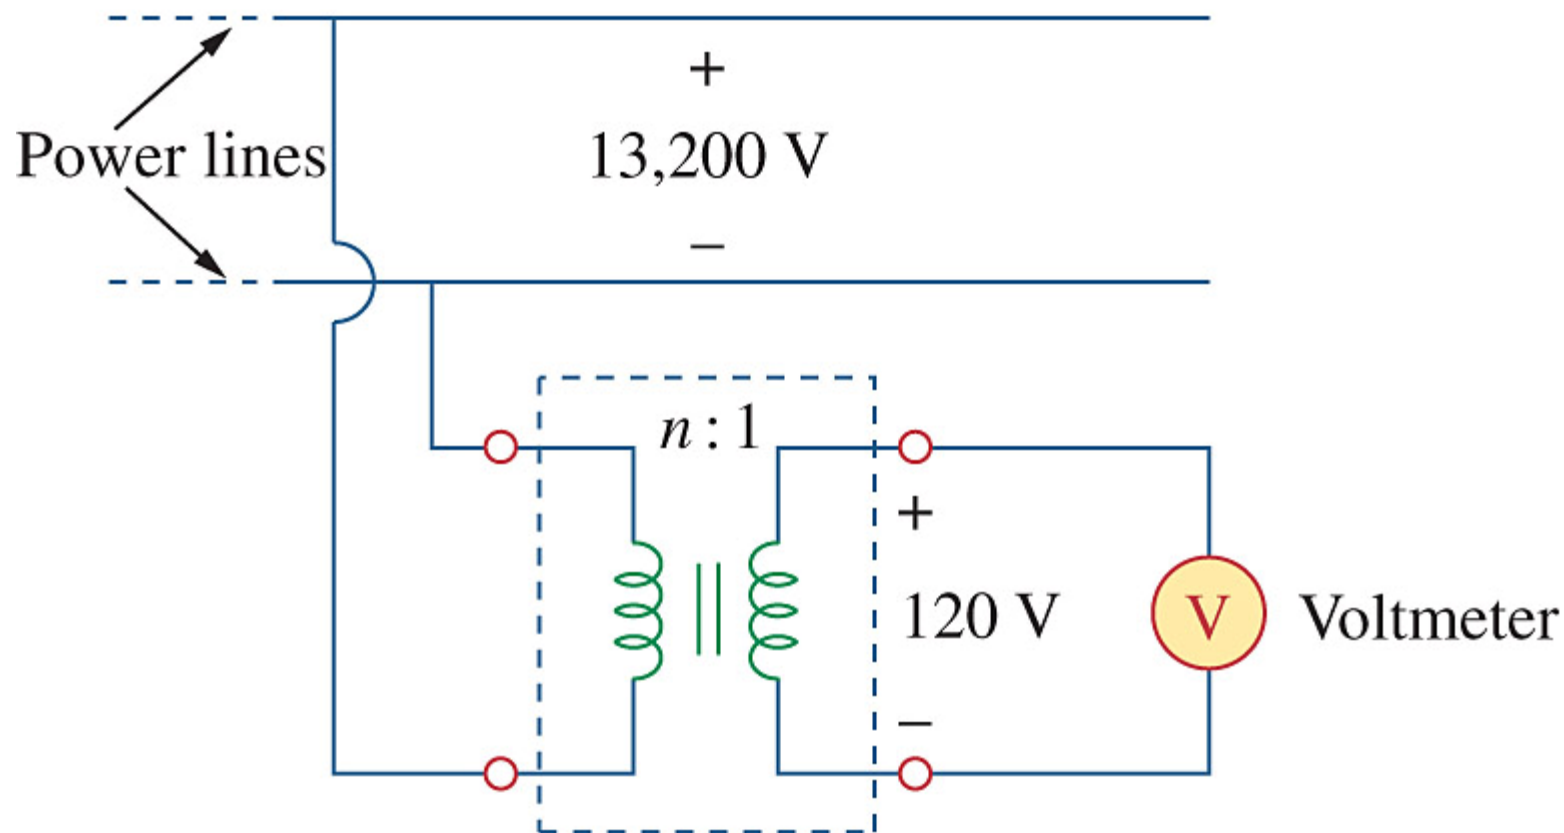 +
Power lines
13,200 V
−
n : 1
+
120 V
V
Voltmeter
−